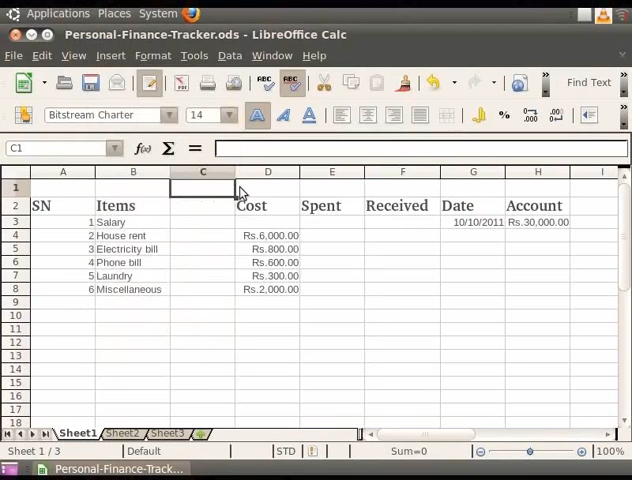 Applications Places System
Personal-Finance-Tracker.ods - LibreOffice Calc
File Edit View Insert Format Tools Data Window Help
ABC ABC PDF Find Text
Bitstream Charter 14 A A A
C1 f(x) Σ =
A B C D E F G H I
1
2 SN Items Cost Spent Received Date Account
3 1 Salary 10/10/2011 Rs.30,000.00
4 2 House rent Rs.6,000.00
5 3 Electricity bill Rs.800.00
6 4 Phone bill Rs.600.00
7 5 Laundry Rs.300.00
8 6 Miscellaneous Rs.2,000.00
9
10
11
12
13
14
15
16
17
18
Sheet1 Sheet2 Sheet3
Sheet 1 / 3 Default STD Sum=0 100%
Personal-Finance-Track...